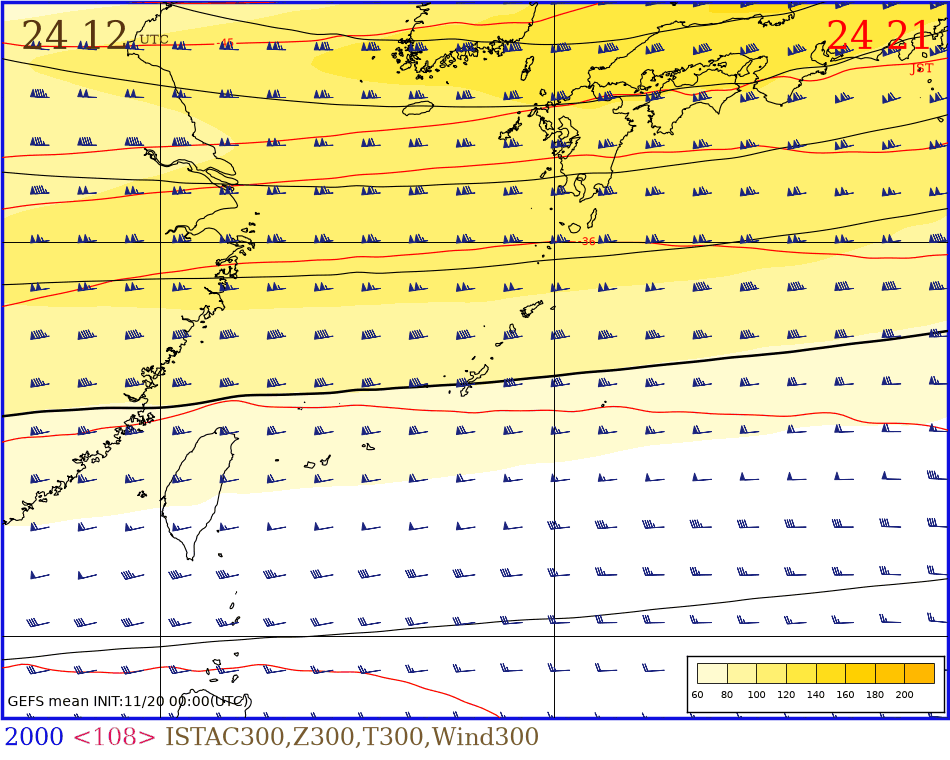 24 12 UTC
24 21
JST
-45
-36
GEFS mean INIT:11/20 00:00(UTC)
60 80 100 120 140 160 180 200
2000 <108> ISTAC300,Z300,T300,Wind300